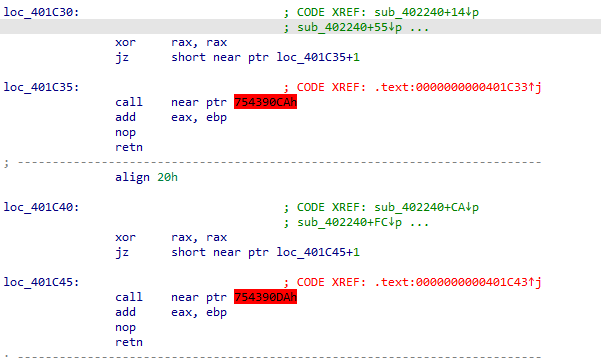 loc_401C30: ; CODE XREF: sub_402240+14↓p
; sub_402240+55↓p ...
xor rax, rax
jz short near ptr loc_401C35+1
loc_401C35: ; CODE XREF: .text:0000000000401C33↑j
call near ptr 754390CAh
add eax, ebp
nop
retn
; ---------------------------------------------------------------------------
align 20h
loc_401C40: ; CODE XREF: sub_402240+CA↓p
; sub_402240+FC↓p ...
xor rax, rax
jz short near ptr loc_401C45+1
loc_401C45: ; CODE XREF: .text:0000000000401C43↑j
call near ptr 754390DAh
add eax, ebp
nop
retn
; ---------------------------------------------------------------------------